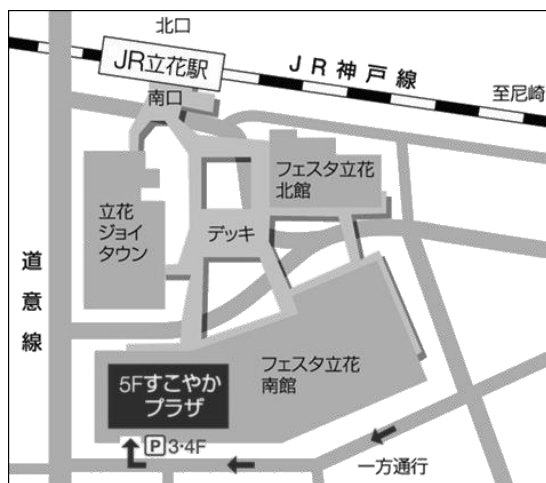 北口
JR立花駅
JR神戸線
南口
至尼崎
フェスタ立花
北館
立花
ジョイ
タウン
デッキ
道意線
フェスタ立花
南館
5Fすこやか
プラザ
P3・4F
一方通行